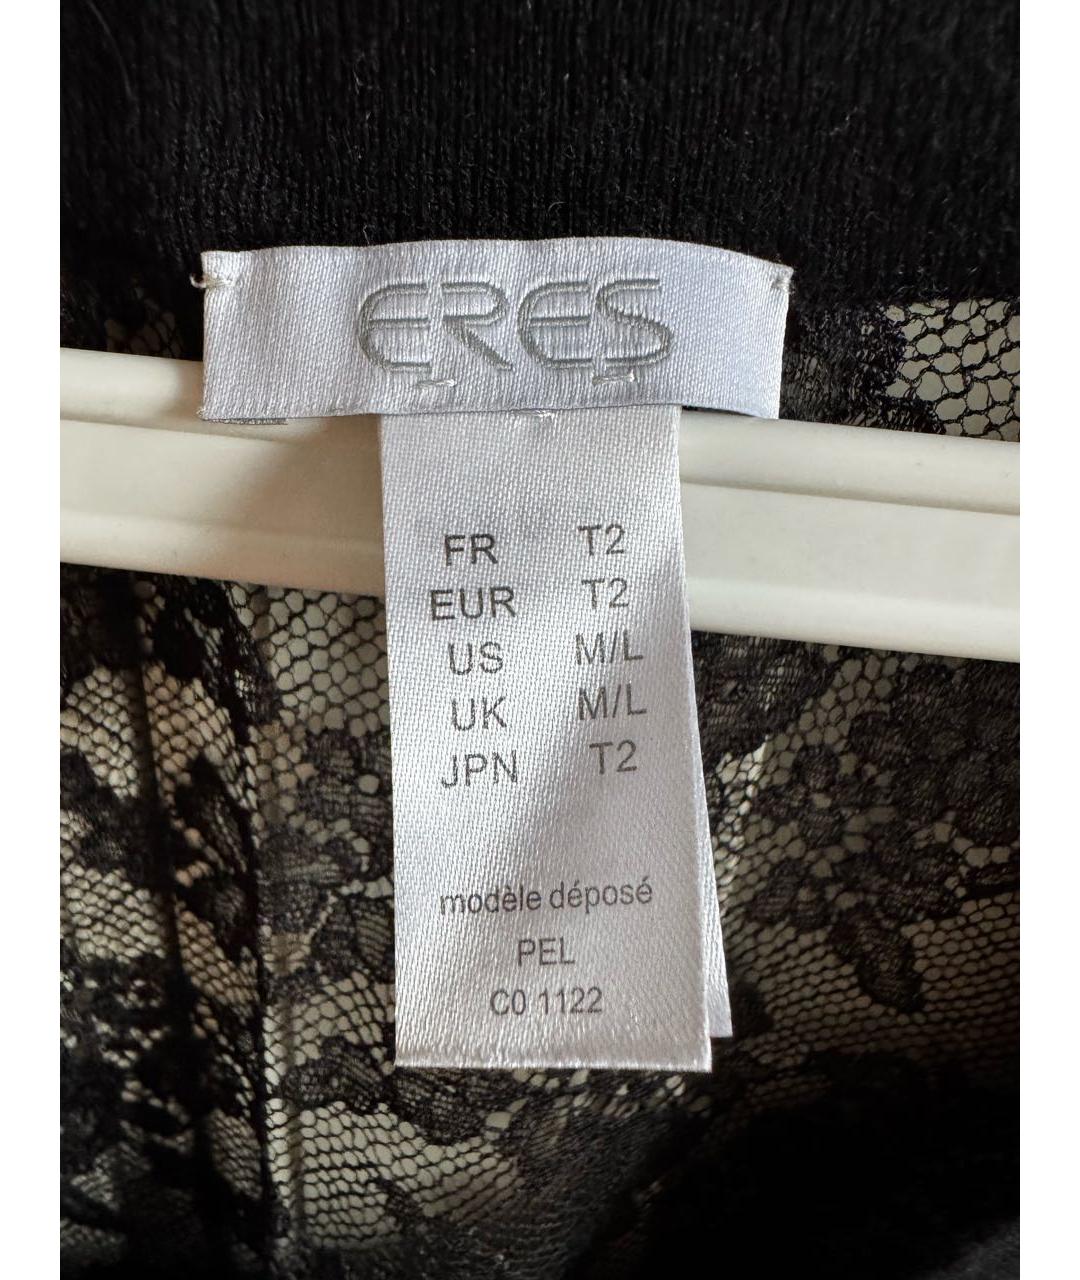 ERES
FR T2
EUR T2
US M/L
UK M/L
JPN T2
modèle déposé
PEL
C0 1122